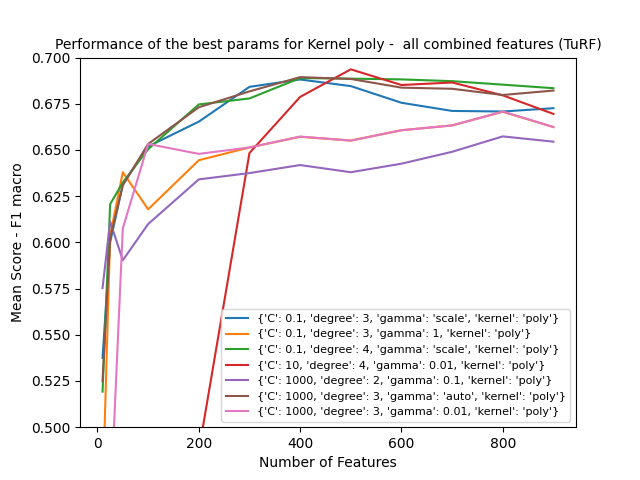 Performance of the best params for Kernel poly -  all combined features (TuRF)
0.700
0.675
0.650
0.625
0.600
0.575
0.550
0.525
0.500
Mean Score - F1 macro
{'C': 0.1, 'degree': 3, 'gamma': 'scale', 'kernel': 'poly'}
{'C': 0.1, 'degree': 3, 'gamma': 1, 'kernel': 'poly'}
{'C': 0.1, 'degree': 4, 'gamma': 'scale', 'kernel': 'poly'}
{'C': 10, 'degree': 4, 'gamma': 0.01, 'kernel': 'poly'}
{'C': 1000, 'degree': 2, 'gamma': 0.1, 'kernel': 'poly'}
{'C': 1000, 'degree': 3, 'gamma': 'auto', 'kernel': 'poly'}
{'C': 1000, 'degree': 3, 'gamma': 0.01, 'kernel': 'poly'}
0 200 400 600 800
Number of Features